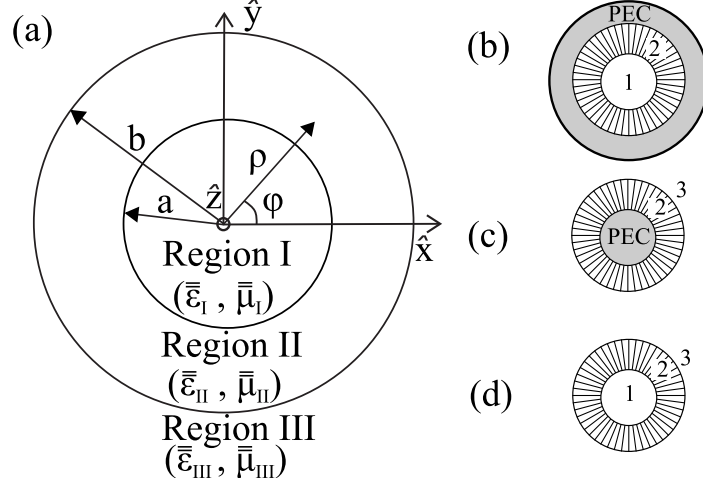 (a)
ŷ
b
ρ
a
ẑ
φ
x̂
Region I
(ε̿_I , μ̿_I)
Region II
(ε̿_II , μ̿_II)
Region III
(ε̿_III , μ̿_III)
(b)
PEC
2
1
(c)
3
2
PEC
(d)
3
2
1